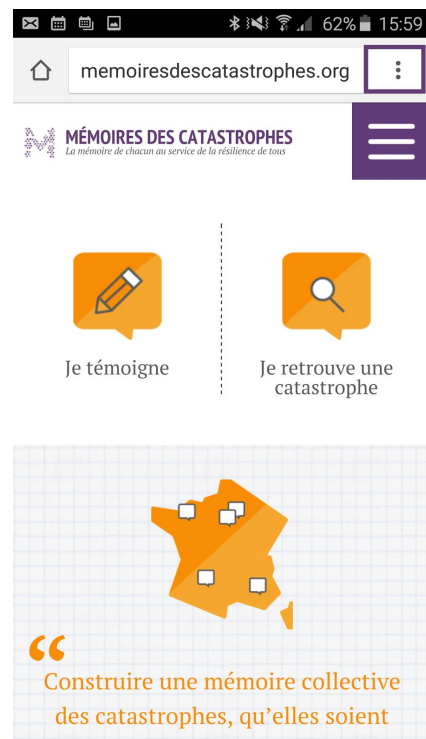 62% 15:59
memoiresdescatastrophes.org
MÉMOIRES DES CATASTROPHES
La mémoire de chacun au service de la résilience de tous
Je témoigne
Je retrouve une
catastrophe
“
Construire une mémoire collective
des catastrophes, qu’elles soient